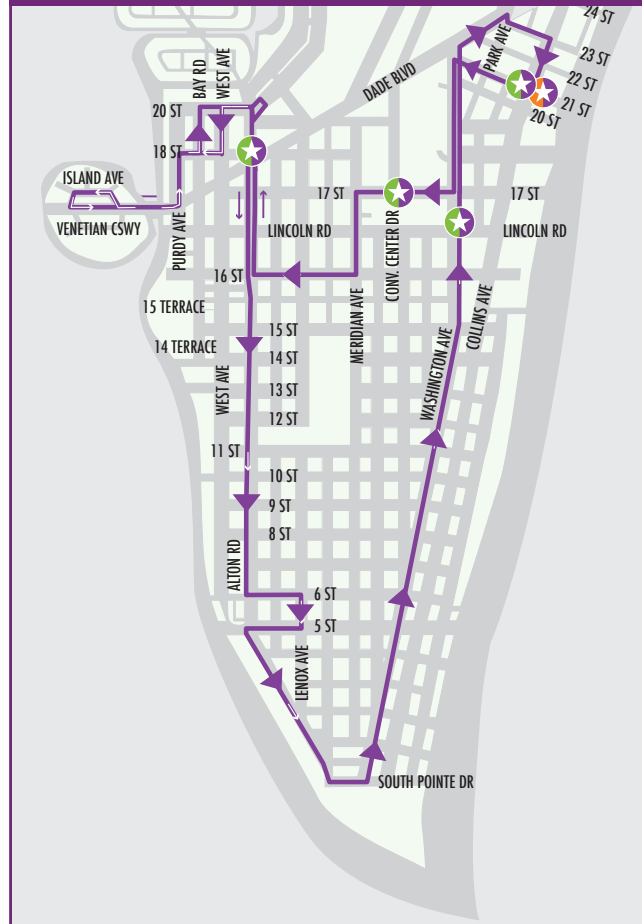 24 ST
PARK AVE
23 ST
22 ST
21 ST
20 ST
DADE BLVD
BAY RD
WEST AVE
20 ST
18 ST
ISLAND AVE
VENETIAN CSWY
PURDY AVE
17 ST
17 ST
LINCOLN RD
LINCOLN RD
CONV. CENTER DR
16 ST
MERIDIAN AVE
COLLINS AVE
WASHINGTON AVE
15 TERRACE
15 ST
14 TERRACE
14 ST
WEST AVE
13 ST
12 ST
11 ST
10 ST
9 ST
8 ST
ALTON RD
6 ST
5 ST
LENOX AVE
SOUTH POINTE DR